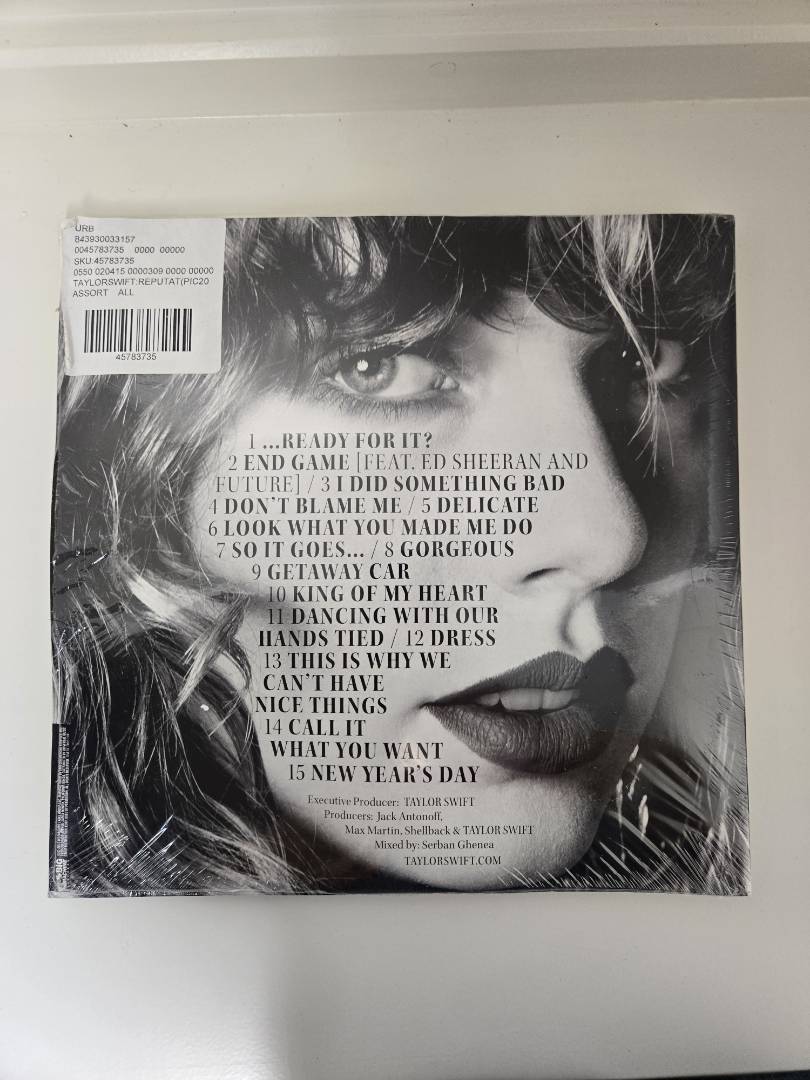 URB
843930033157
0045783735 0000 00000
SKU:45783735
0550 020415 0000309 0000 00000
TAYLORSWIFT:REPUTAT(PIC20
ASSORT ALL
45783735
1 ...READY FOR IT?
2 END GAME [FEAT. ED SHEERAN AND
FUTURE] / 3 I DID SOMETHING BAD
4 DON'T BLAME ME / 5 DELICATE
6 LOOK WHAT YOU MADE ME DO
7 SO IT GOES... / 8 GORGEOUS
9 GETAWAY CAR
10 KING OF MY HEART
11 DANCING WITH OUR
HANDS TIED / 12 DRESS
13 THIS IS WHY WE
CAN'T HAVE
NICE THINGS
14 CALL IT
WHAT YOU WANT
15 NEW YEAR'S DAY
Executive Producer: TAYLOR SWIFT
Producers: Jack Antonoff,
Max Martin, Shellback & TAYLOR SWIFT
Mixed by: Serban Ghenea
TAYLORSWIFT.COM
BIG